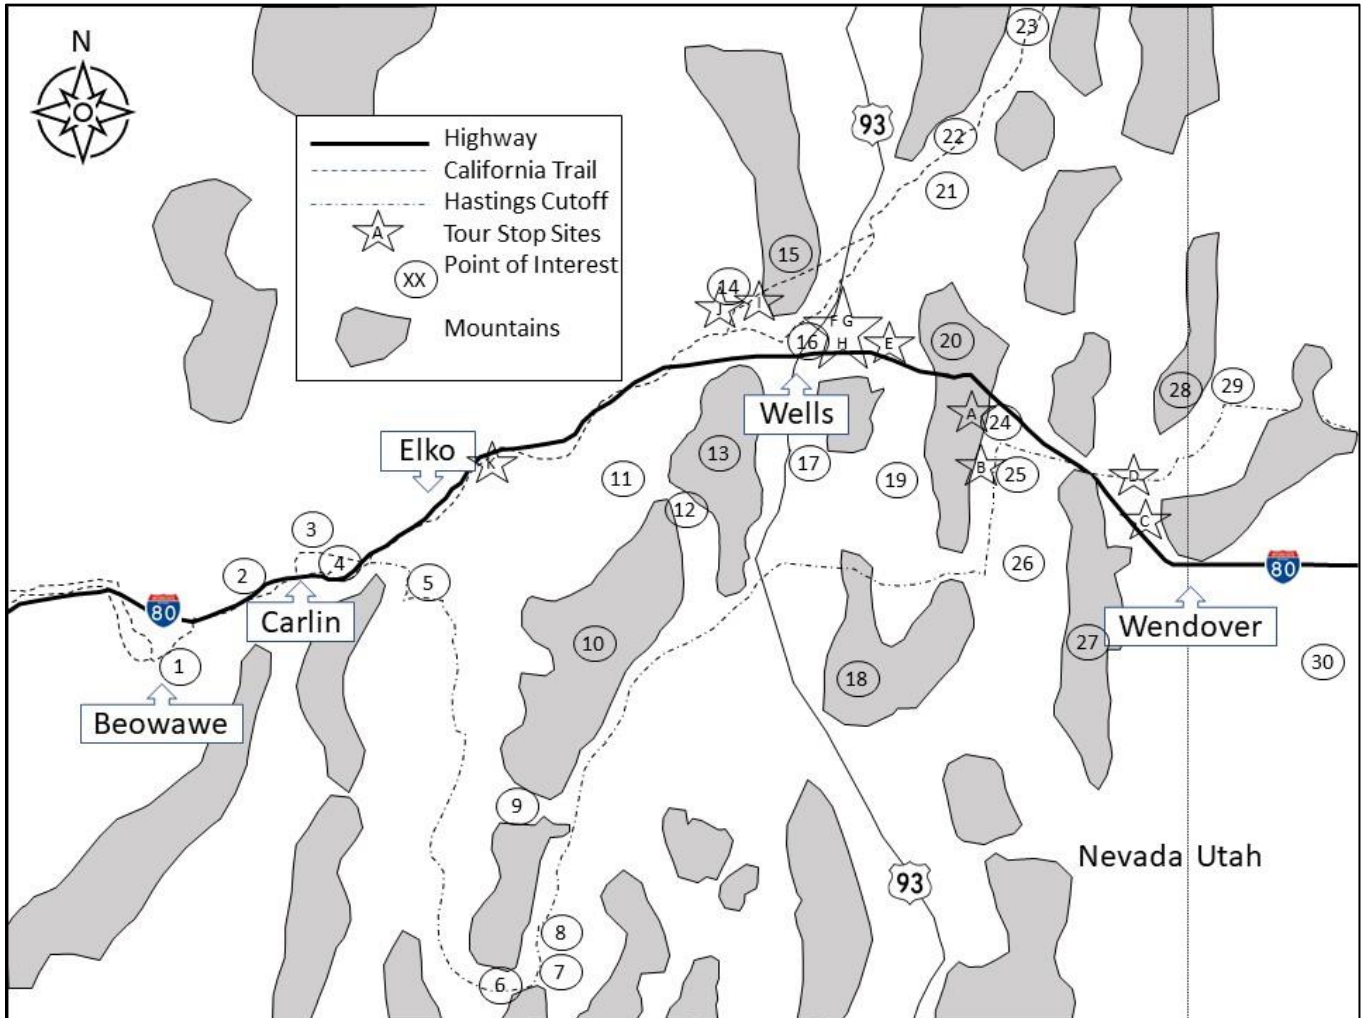 N
Highway
California Trail
Hastings Cutoff
A
Tour Stop Sites
XX
Point of Interest
Mountains
23
93
22
21
15
14
J
I
F G
H
16
E
20
Wells
28
29
A
24
Elko
K
13
17
11
19
B
25
D
12
C
3
2
4
5
26
80
80
Carlin
10
Wendover
1
18
27
30
Beowawe
9
Nevada
Utah
93
8
7
6